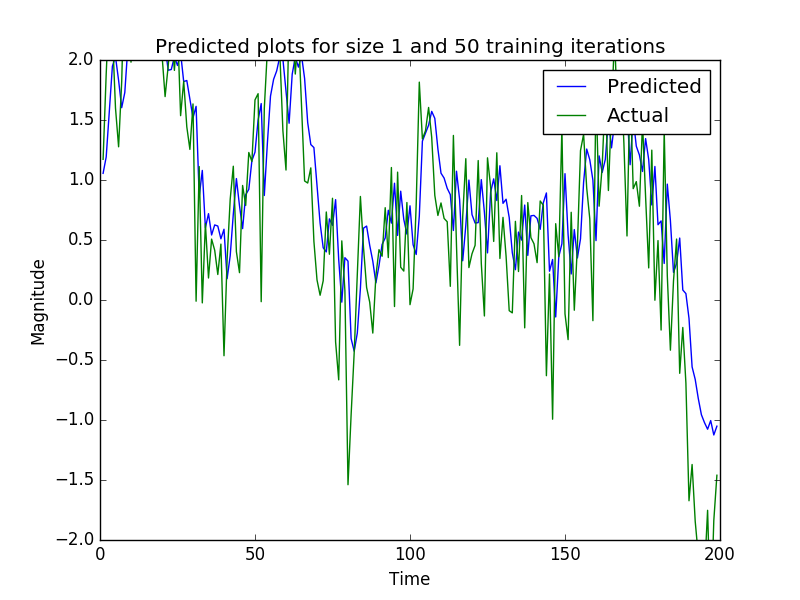 Predicted plots for size 1 and 50 training iterations
Predicted
Actual
2.0
1.5
1.0
0.5
0.0
−0.5
−1.0
−1.5
−2.0
Magnitude
0 50 100 150 200
Time